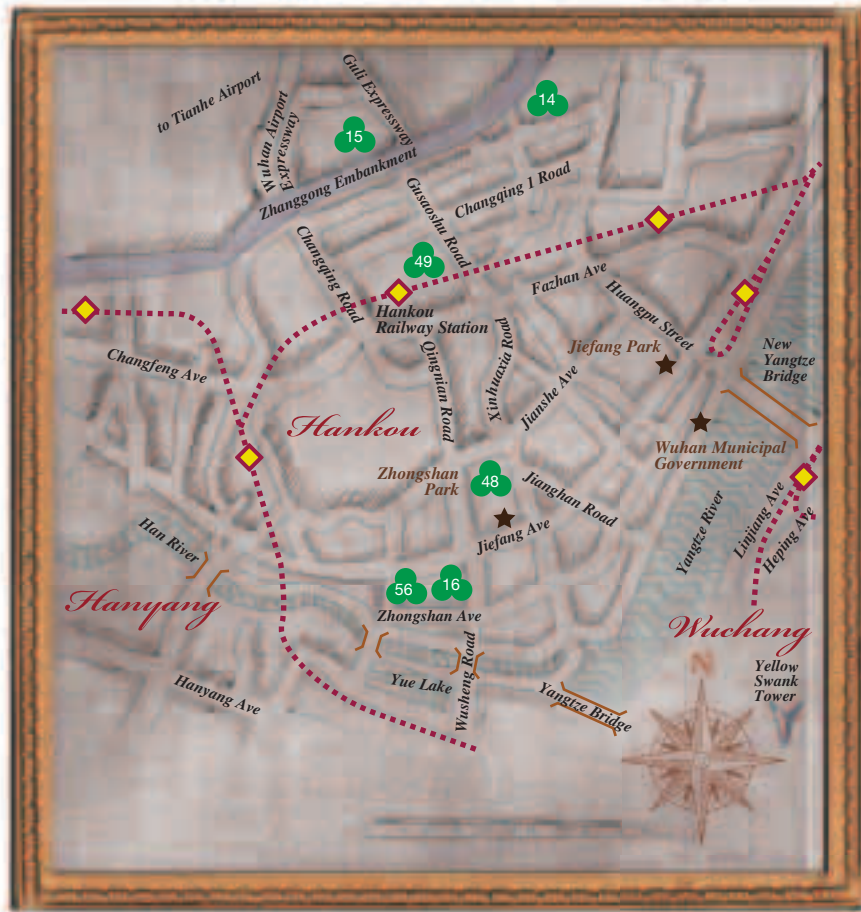 to Tianhe Airport
Wuhan Airport
Expressway
Guli Expressway
14
15
Zhanggong Embankment
Gusaoshu Road
Changqing 1 Road
Changqing Road
49
Fazhan Ave
Huangpu Street
Hankou
Railway Station
Xinhuaxia Road
Qingnian Road
Jiefang Park
New
Yangtze
Bridge
Changfeng Ave
Jianshe Ave
Hankou
Wuhan Municipal
Government
Zhongshan
Park
48
Jianghan Road
Jiefang Ave
Yangtze River
Linjiang Ave
Heping Ave
Han River
56
16
Hanyang
Zhongshan Ave
Wuchang
Wusheng Road
Yue Lake
Hanyang Ave
Yangtze Bridge
Yellow
Swank
Tower
N